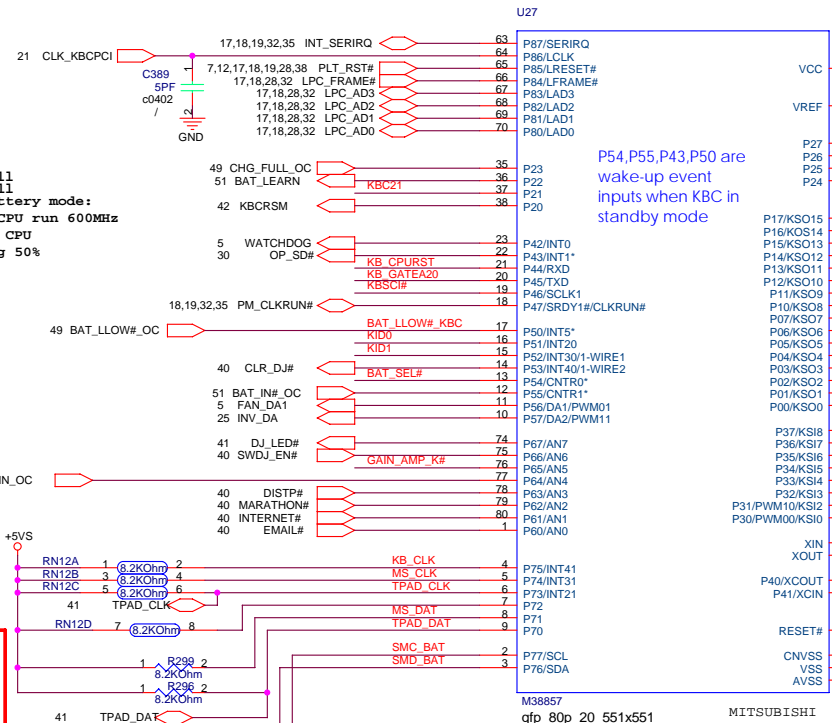 U27
21 CLK_KBCPCI
17,18,19,32,35 INT_SERIRQ 63 P87/SERIRQ
64 P86/LCLK
7,12,17,18,19,28,38 PLT_RST# 65 P85/LRESET#
17,18,28,32 LPC_FRAME# 66 P84/LFRAME#
17,18,28,32 LPC_AD3 67 P83/LAD3
17,18,28,32 LPC_AD2 68 P82/LAD2
17,18,28,32 LPC_AD1 69 P81/LAD1
17,18,28,32 LPC_AD0 70 P80/LAD0
1
C389
5PF
c0402
/
2
GND
VCC
VREF
P27
P26
P25
P24
49 CHG_FULL_OC 35 P23
51 BAT_LEARN 36 P22
KBC21 37 P21
42 KBCRSM 38 P20
P54,P55,P43,P50 are
wake-up event
inputs when KBC in
standby mode
ttery mode:
CPU run 600MHz
CPU
g 50%
5 WATCHDOG 23 P42/INT0
30 OP_SD# 22 P43/INT1*
KB_CPURST 21 P44/RXD
KB_GATEA20 20 P45/TXD
KBSCI# 19 P46/SCLK1
18,19,32,35 PM_CLKRUN# 18 P47/SRDY1#/CLKRUN#
49 BAT_LLOW#_OC BAT_LLOW#_KBC 17 P50/INT5*
KID0 16 P51/INT20
KID1 15 P52/INT30/1-WIRE1
40 CLR_DJ# 14 P53/INT40/1-WIRE2
BAT_SEL# 13 P54/CNTR0*
51 BAT_IN#_OC 12 P55/CNTR1*
5 FAN_DA1 11 P56/DA1/PWM01
25 INV_DA 10 P57/DA2/PWM11
P17/KSO15
P16/KOS14
P15/KSO13
P14/KSO12
P13/KSO11
P12/KSO10
P11/KSO9
P10/KSO8
P07/KSO7
P06/KSO6
P05/KSO5
P04/KSO4
P03/KSO3
P02/KSO2
P01/KSO1
P00/KSO0
41 DJ_LED# 74 P67/AN7
40 SWDJ_EN# 75 P66/AN6
GAIN_AMP_K# 76 P65/AN5
IN_OC 77 P64/AN4
40 DISTP# 78 P63/AN3
40 MARATHON# 79 P62/AN2
40 INTERNET# 80 P61/AN1
40 EMAIL# 1 P60/AN0
P37/KSI8
P36/KSI7
P35/KSI6
P34/KSI5
P33/KSI4
P32/KSI3
P31/PWM10/KSI2
P30/PWM00/KSI0
XIN
XOUT
P40/XCOUT
P41/XCIN
RESET#
CNVSS
VSS
AVSS
+5VS
RN12A 1 8.2KOhm 2 KB_CLK 4 P75/INT41
RN12B 3 8.2KOhm 4 MS_CLK 5 P74/INT31
RN12C 5 8.2KOhm 6 TPAD_CLK 6 P73/INT21
41 TPAD_CLK 7 P72
MS_DAT 8 P71
RN12D 7 8.2KOhm 8 TPAD_DAT 9 P70
SMC_BAT 2 P77/SCL
1 R299 2 SMD_BAT 3 P76/SDA
8.2KOhm
1 R296 2
8.2KOhm
41 TPAD_DAT
M38857
qfp_80p_20_551x551
MITSUBISHI